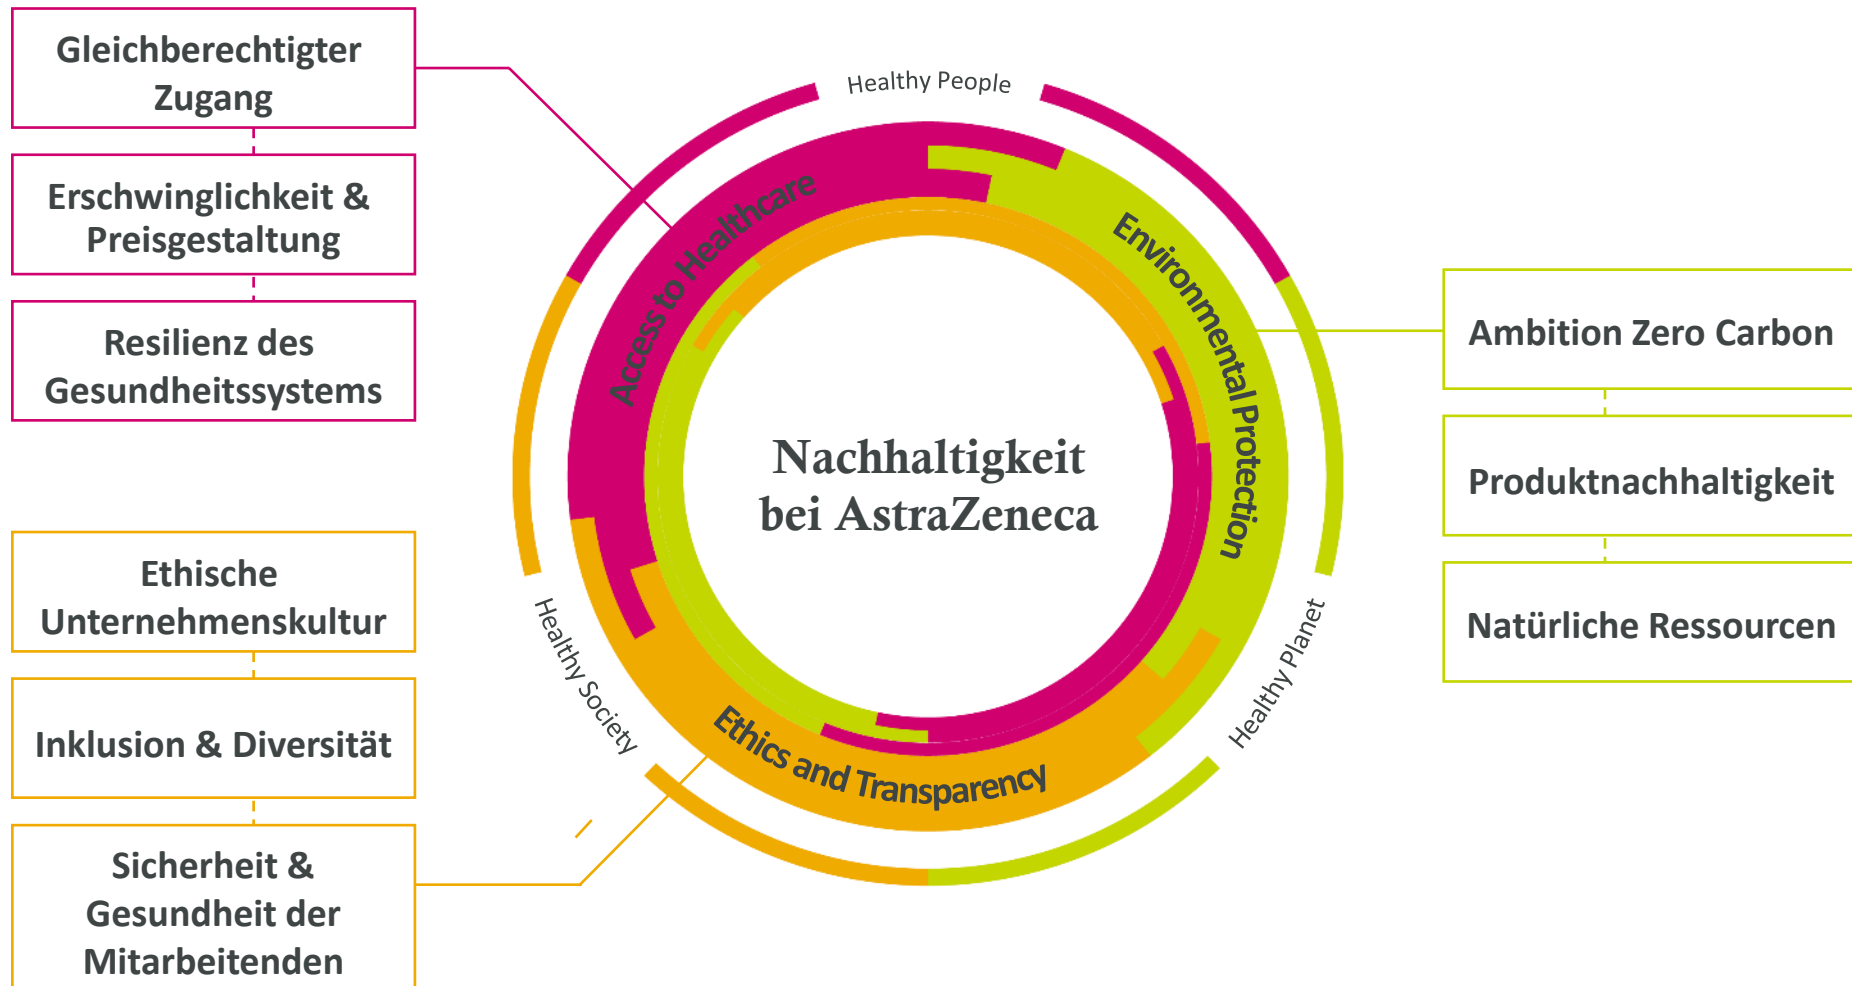 Gleichberechtigter
Zugang
Erschwinglichkeit &
Preisgestaltung
Resilienz des
Gesundheitssystems
Ethische
Unternehmenskultur
Inklusion & Diversität
Sicherheit &
Gesundheit der
Mitarbeitenden
Healthy People
Access to Healthcare
Environmental Protection
Nachhaltigkeit
bei AstraZeneca
Healthy Society
Healthy Planet
Ethics and Transparency
Ambition Zero Carbon
Produktnachhaltigkeit
Natürliche Ressourcen